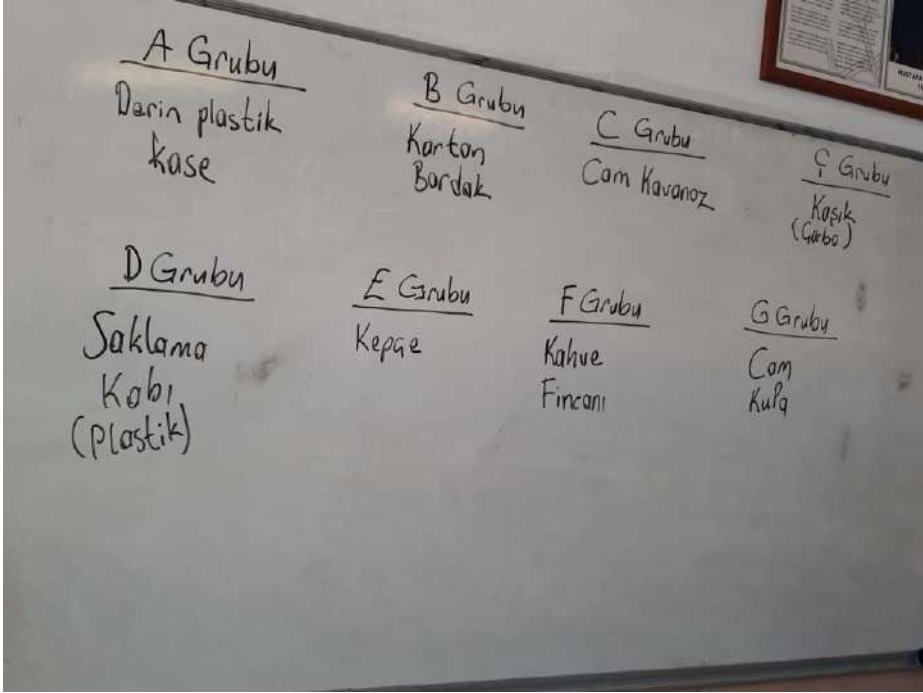 A Grubu
Derin plastik
kase
B Grubu
Karton
Bardak
C Grubu
Cam Kavanoz
Ç Grubu
Kaşık
(Çorba)
D Grubu
Saklama
Kabı
(plastik)
E Grubu
Kepçe
F Grubu
Kahve
Fincanı
G Grubu
Cam
Kupa